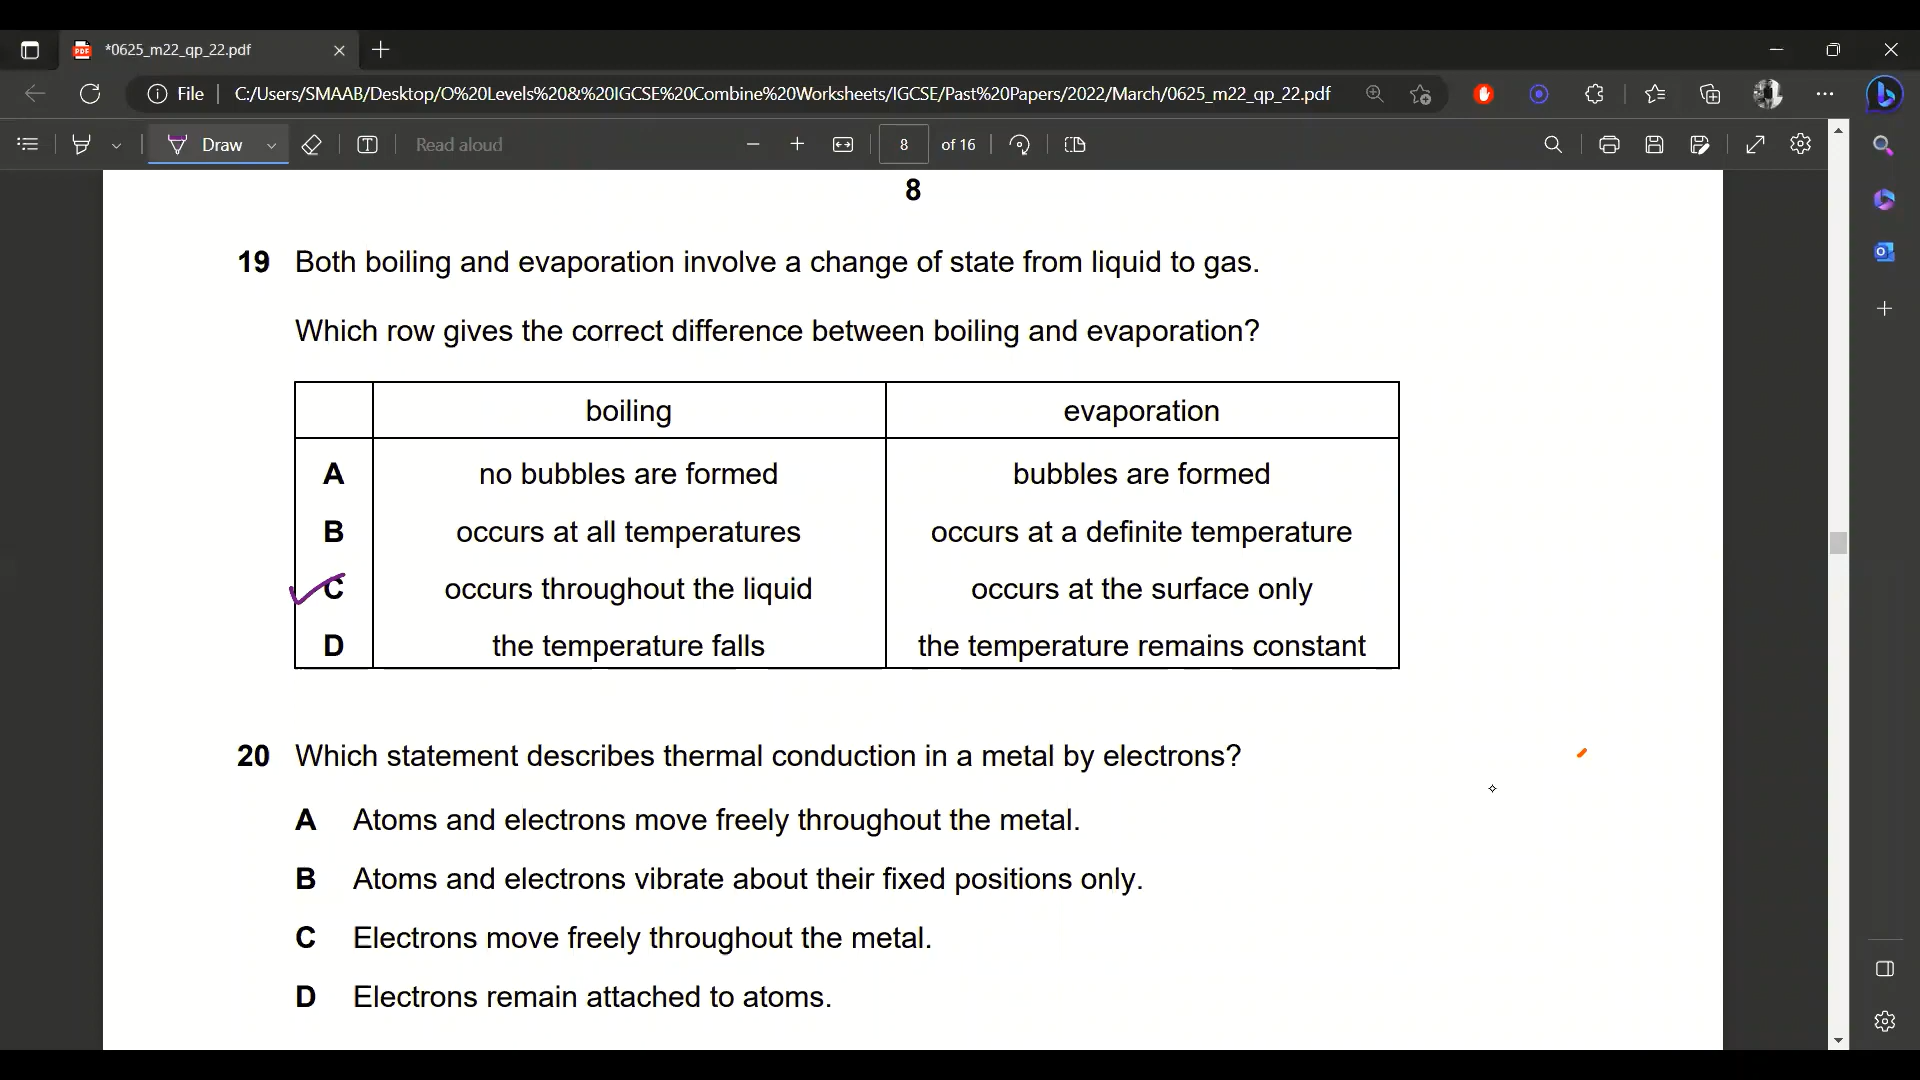 *0625_m22_qp_22.pdf
File
C:/Users/SMAAB/Desktop/O%20Levels%20&%20IGCSE%20Combine%20Worksheets/IGCSE/Past%20Papers/2022/March/0625_m22_qp_22.pdf
Draw
Read aloud
8 of 16
8
19 Both boiling and evaporation involve a change of state from liquid to gas.
Which row gives the correct difference between boiling and evaporation?
boiling evaporation
A no bubbles are formed bubbles are formed
B occurs at all temperatures occurs at a definite temperature
C occurs throughout the liquid occurs at the surface only
D the temperature falls the temperature remains constant
20 Which statement describes thermal conduction in a metal by electrons?
A Atoms and electrons move freely throughout the metal.
B Atoms and electrons vibrate about their fixed positions only.
C Electrons move freely throughout the metal.
D Electrons remain attached to atoms.